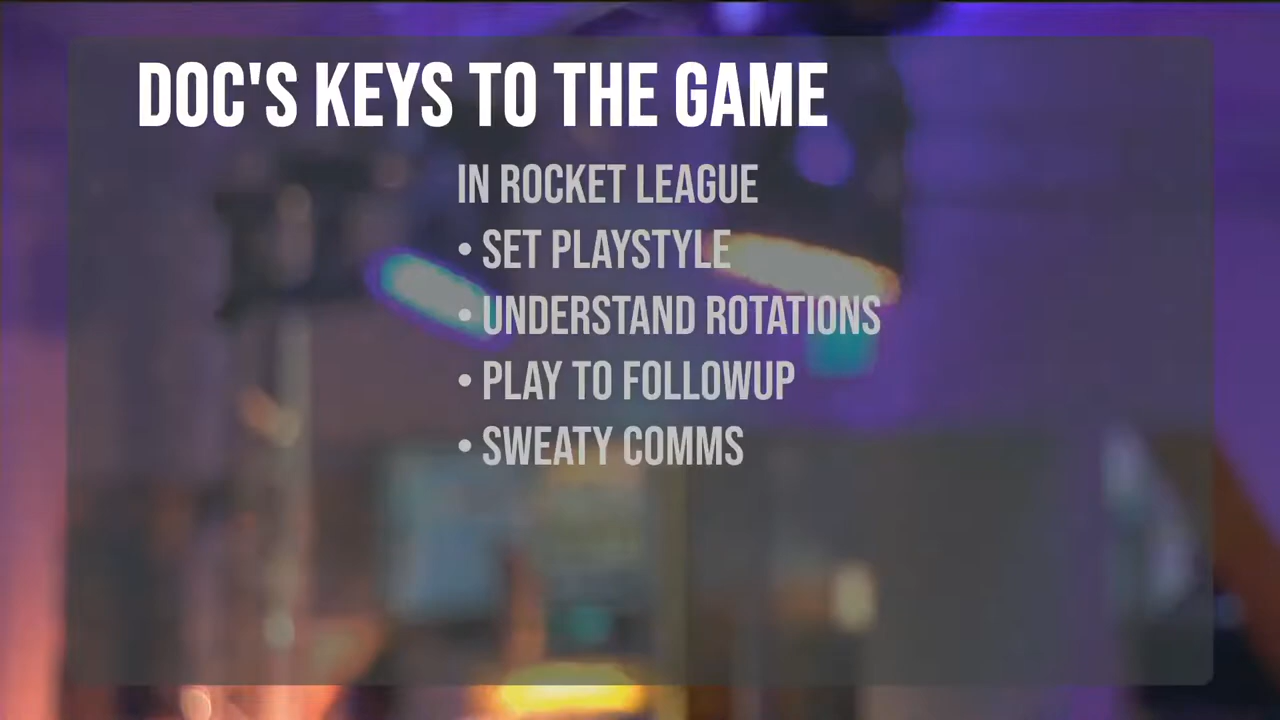 DOC'S KEYS TO THE GAME
IN ROCKET LEAGUE
• SET PLAYSTYLE
• UNDERSTAND ROTATIONS
• PLAY TO FOLLOWUP
• SWEATY COMMS